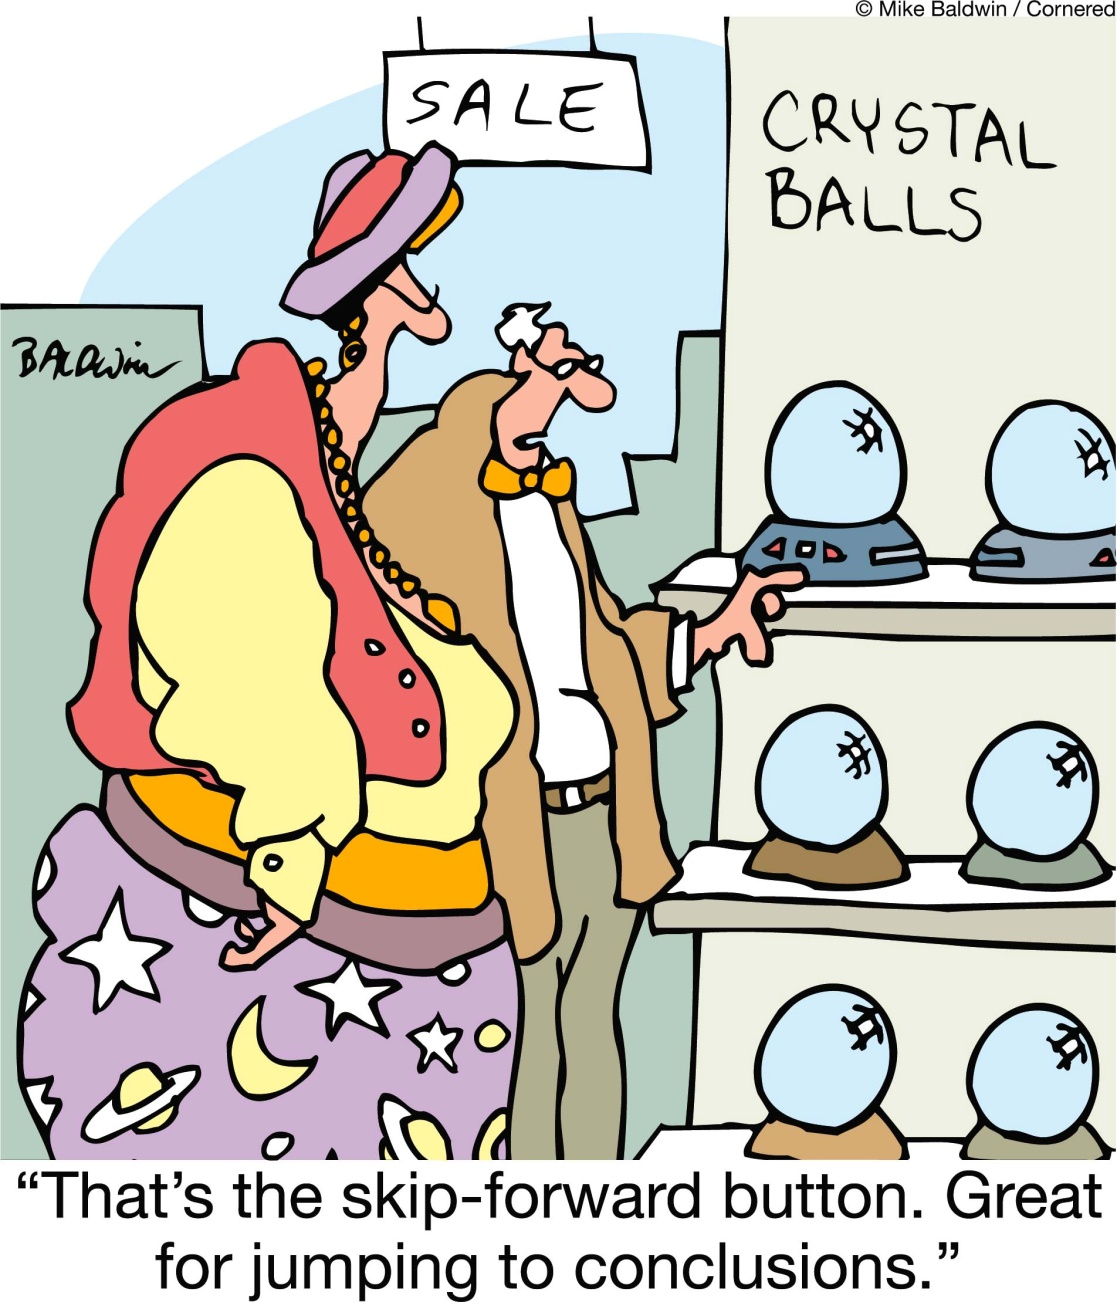 © Mike Baldwin / Cornered
SALE
CRYSTAL
BALLS
BALDWin
“That’s the skip-forward button. Great
for jumping to conclusions.”